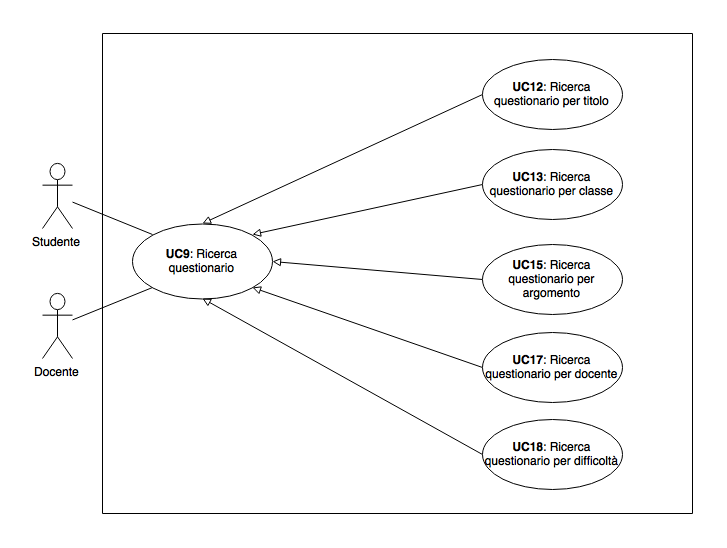 UC12: Ricerca
questionario per titolo
UC13: Ricerca
questionario per classe
Studente
UC9: Ricerca
questionario
UC15: Ricerca
questionario per
argomento
Docente
UC17: Ricerca
questionario per docente
UC18: Ricerca
questionario per difficoltà